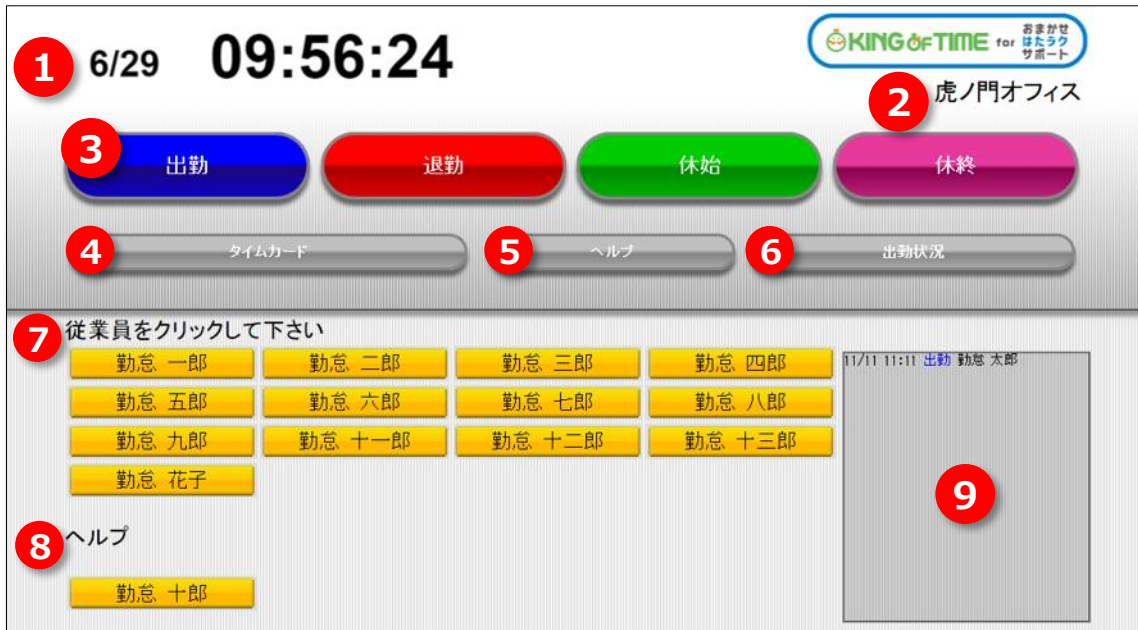 1 6/29 09:56:24
KING OF TIME for おまかせ はたラク サポート
2 虎ノ門オフィス
3 出勤 退勤 休始 休終
4 タイムカード 5 ヘルプ 6 出勤状況
7 従業員をクリックして下さい
勤怠 一郎 勤怠 二郎 勤怠 三郎 勤怠 四郎
11/11 11:11 出勤 勤怠 太郎
勤怠 五郎 勤怠 六郎 勤怠 七郎 勤怠 八郎
勤怠 九郎 勤怠 十一郎 勤怠 十二郎 勤怠 十三郎
勤怠 花子
9
8 ヘルプ
勤怠 十郎